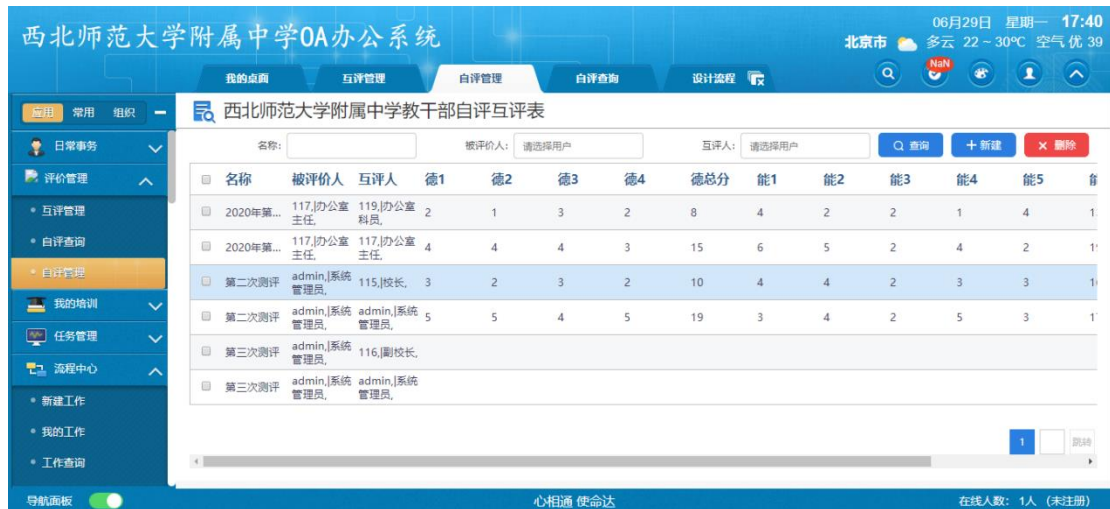 06月29日 星期一 17:40
西北师范大学附属中学OA办公系统
北京市 多云 22~30℃ 空气 优 39
我的桌面 互评管理 自评管理 自评查询 设计流程 NaN
应用 常用 组织
西北师范大学附属中学教干部自评互评表
日常事务
名称: 被评价人: 请选择用户 互评人: 请选择用户 查询 新建 删除
评价管理
名称 被评价人 互评人 德1 德2 德3 德4 德总分 能1 能2 能3 能4 能5
互评管理
2020年第... 117,|办公室主任, 119,|办公室科员, 2 1 3 2 8 4 2 2 1 4
自评查询
2020年第... 117,|办公室主任, 117,|办公室主任, 4 4 4 3 15 6 5 2 4 2
自评管理
第二次测评 admin,|系统管理员, 115,|校长, 3 2 3 2 10 4 4 2 3 3
我的培训
第二次测评 admin,|系统管理员, admin,|系统管理员, 5 5 4 5 19 3 4 2 5 3
任务管理
第三次测评 admin,|系统管理员, 116,|副校长,
流程中心
第三次测评 admin,|系统管理员, admin,|系统管理员,
新建工作
我的工作
1 跳转
工作查询
导航面板 心相通 使命达 在线人数: 1人 (未注册)